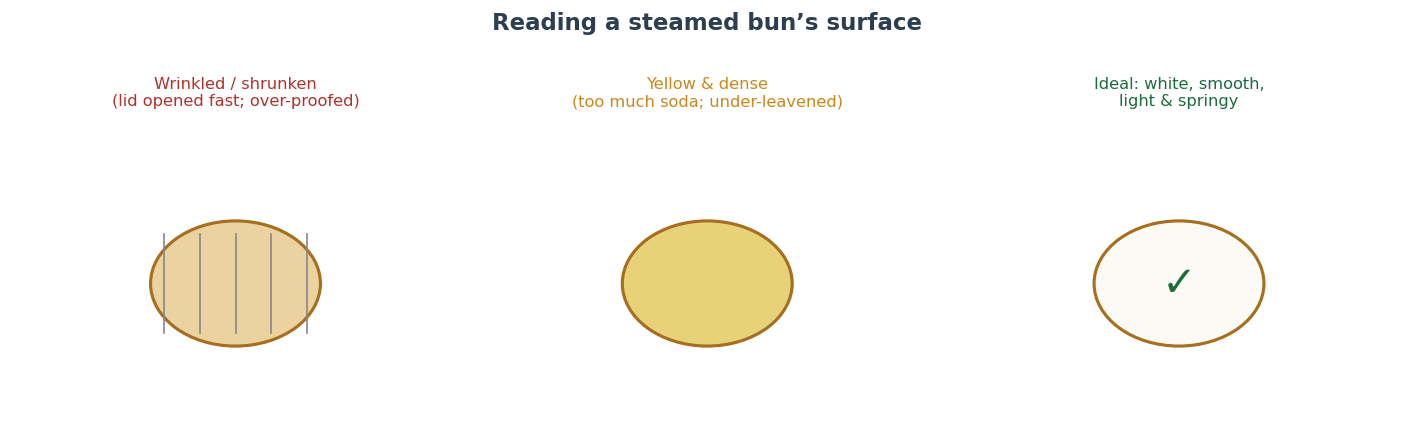 Reading a steamed bun’s surface
Wrinkled / shrunken
(lid opened fast; over-proofed)
Yellow & dense
(too much soda; under-leavened)
Ideal: white, smooth,
light & springy
✓